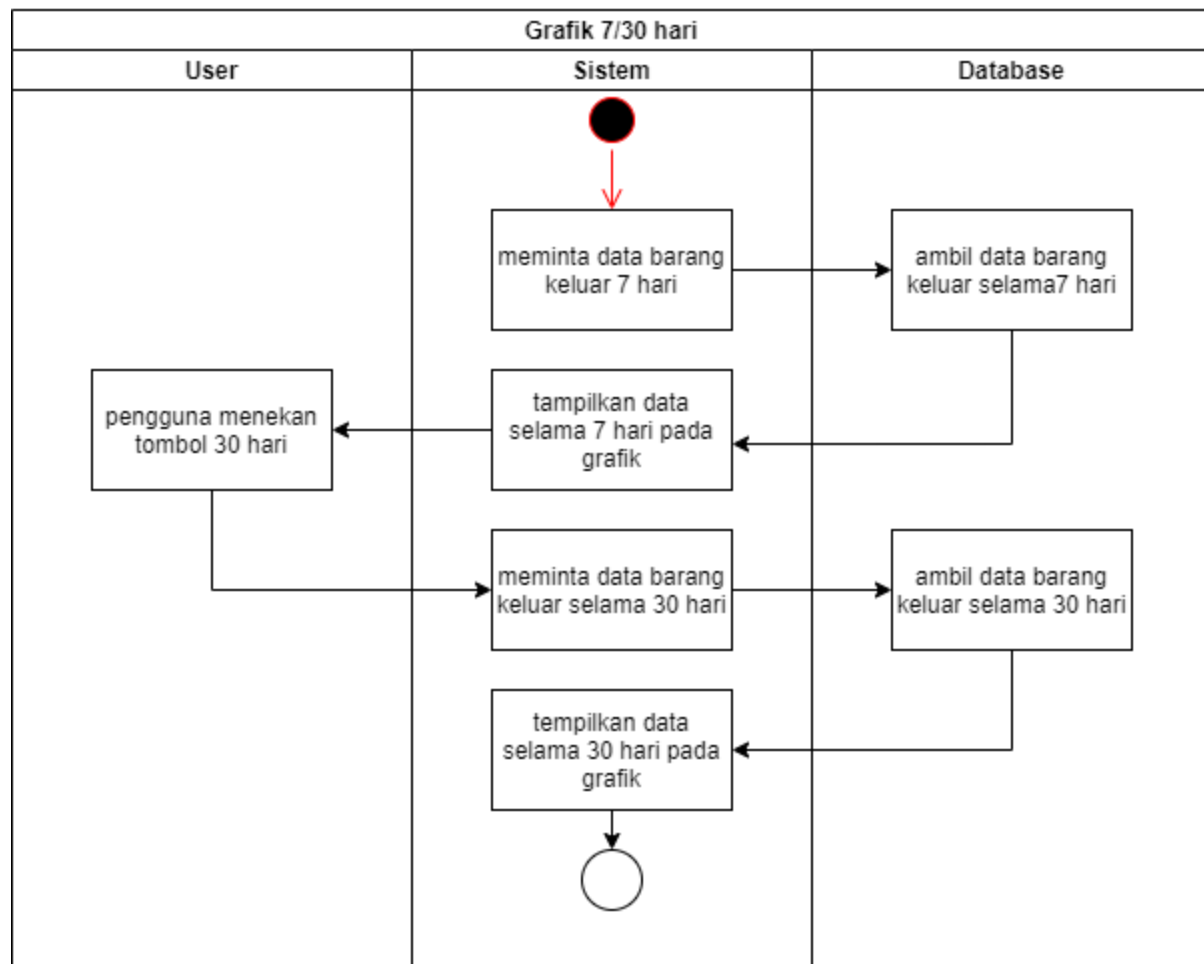 Grafik 7/30 hari
User
Sistem
Database
meminta data barang
keluar 7 hari
ambil data barang
keluar selama7 hari
pengguna menekan
tombol 30 hari
tampilkan data
selama 7 hari pada
grafik
meminta data barang
keluar selama 30 hari
ambil data barang
keluar selama 30 hari
tempilkan data
selama 30 hari pada
grafik